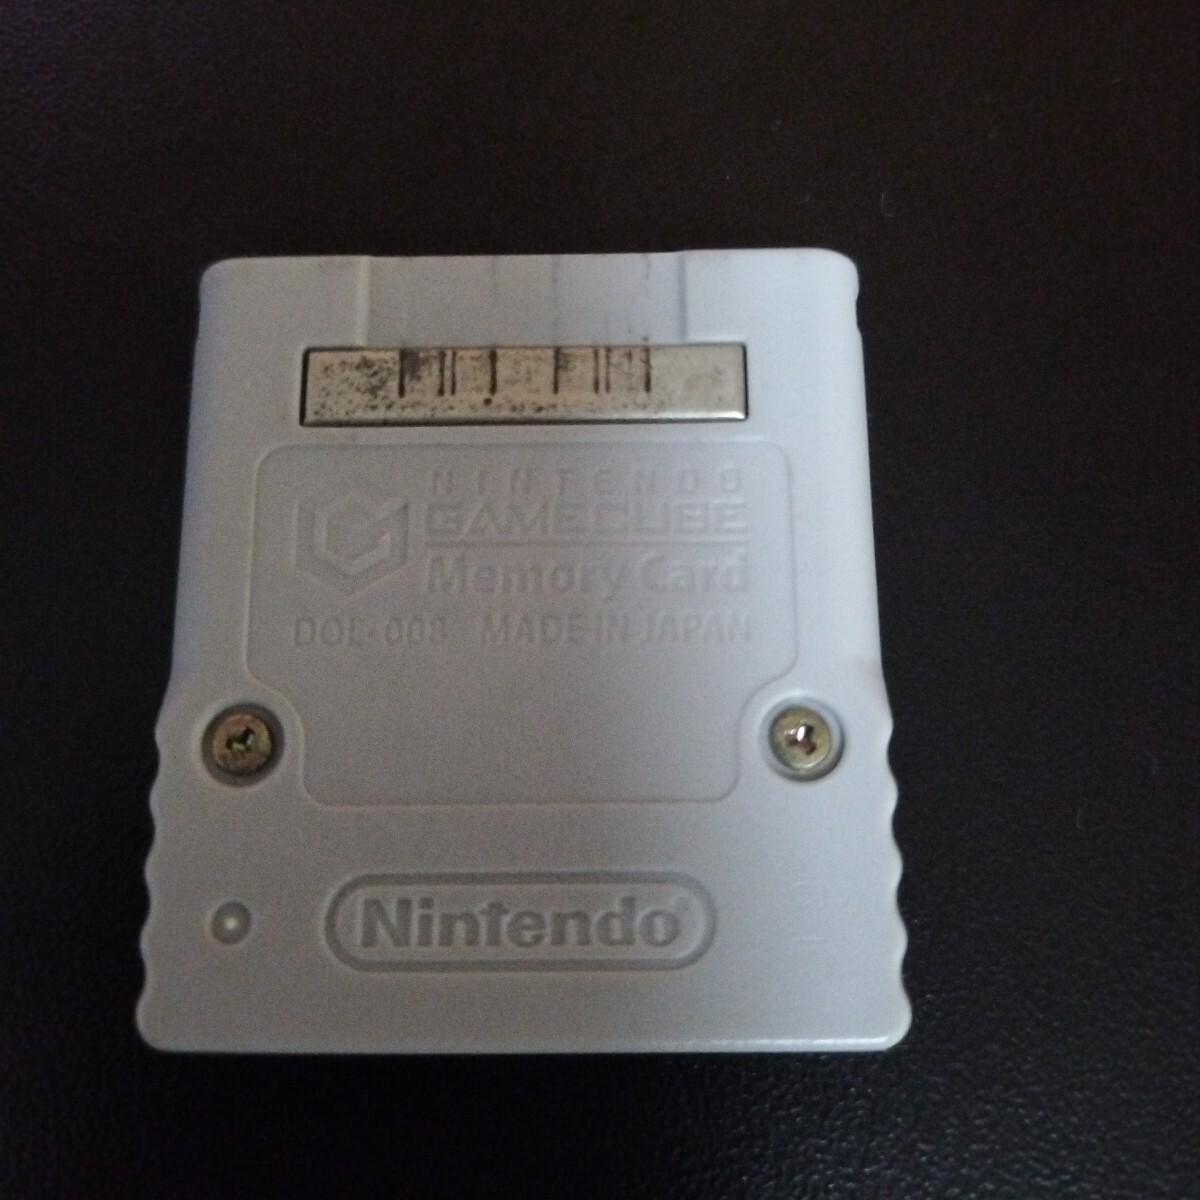 NINTENDO
GAMECUBE
Memory Card
DOL-008 MADE IN JAPAN
Nintendo